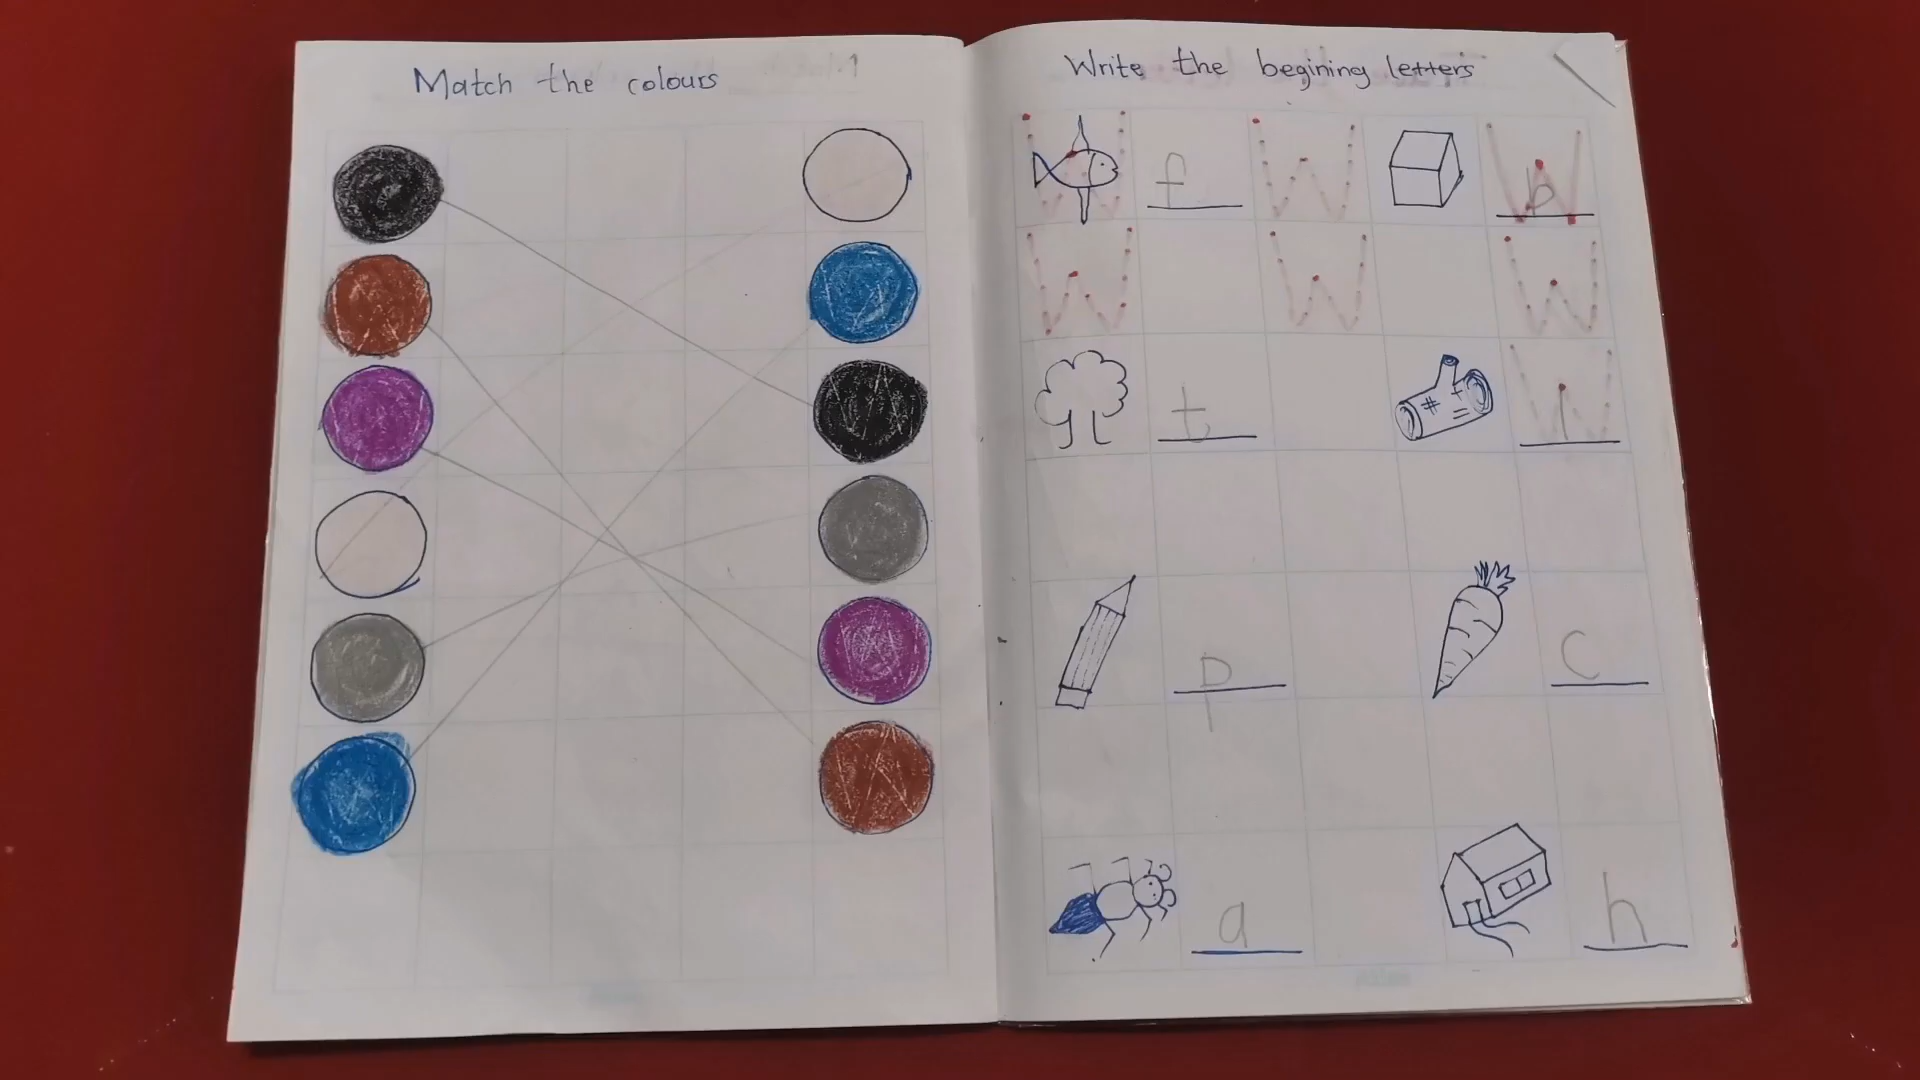 Match the colours
Write the begining letters
f
b
t
l
p
c
a
h